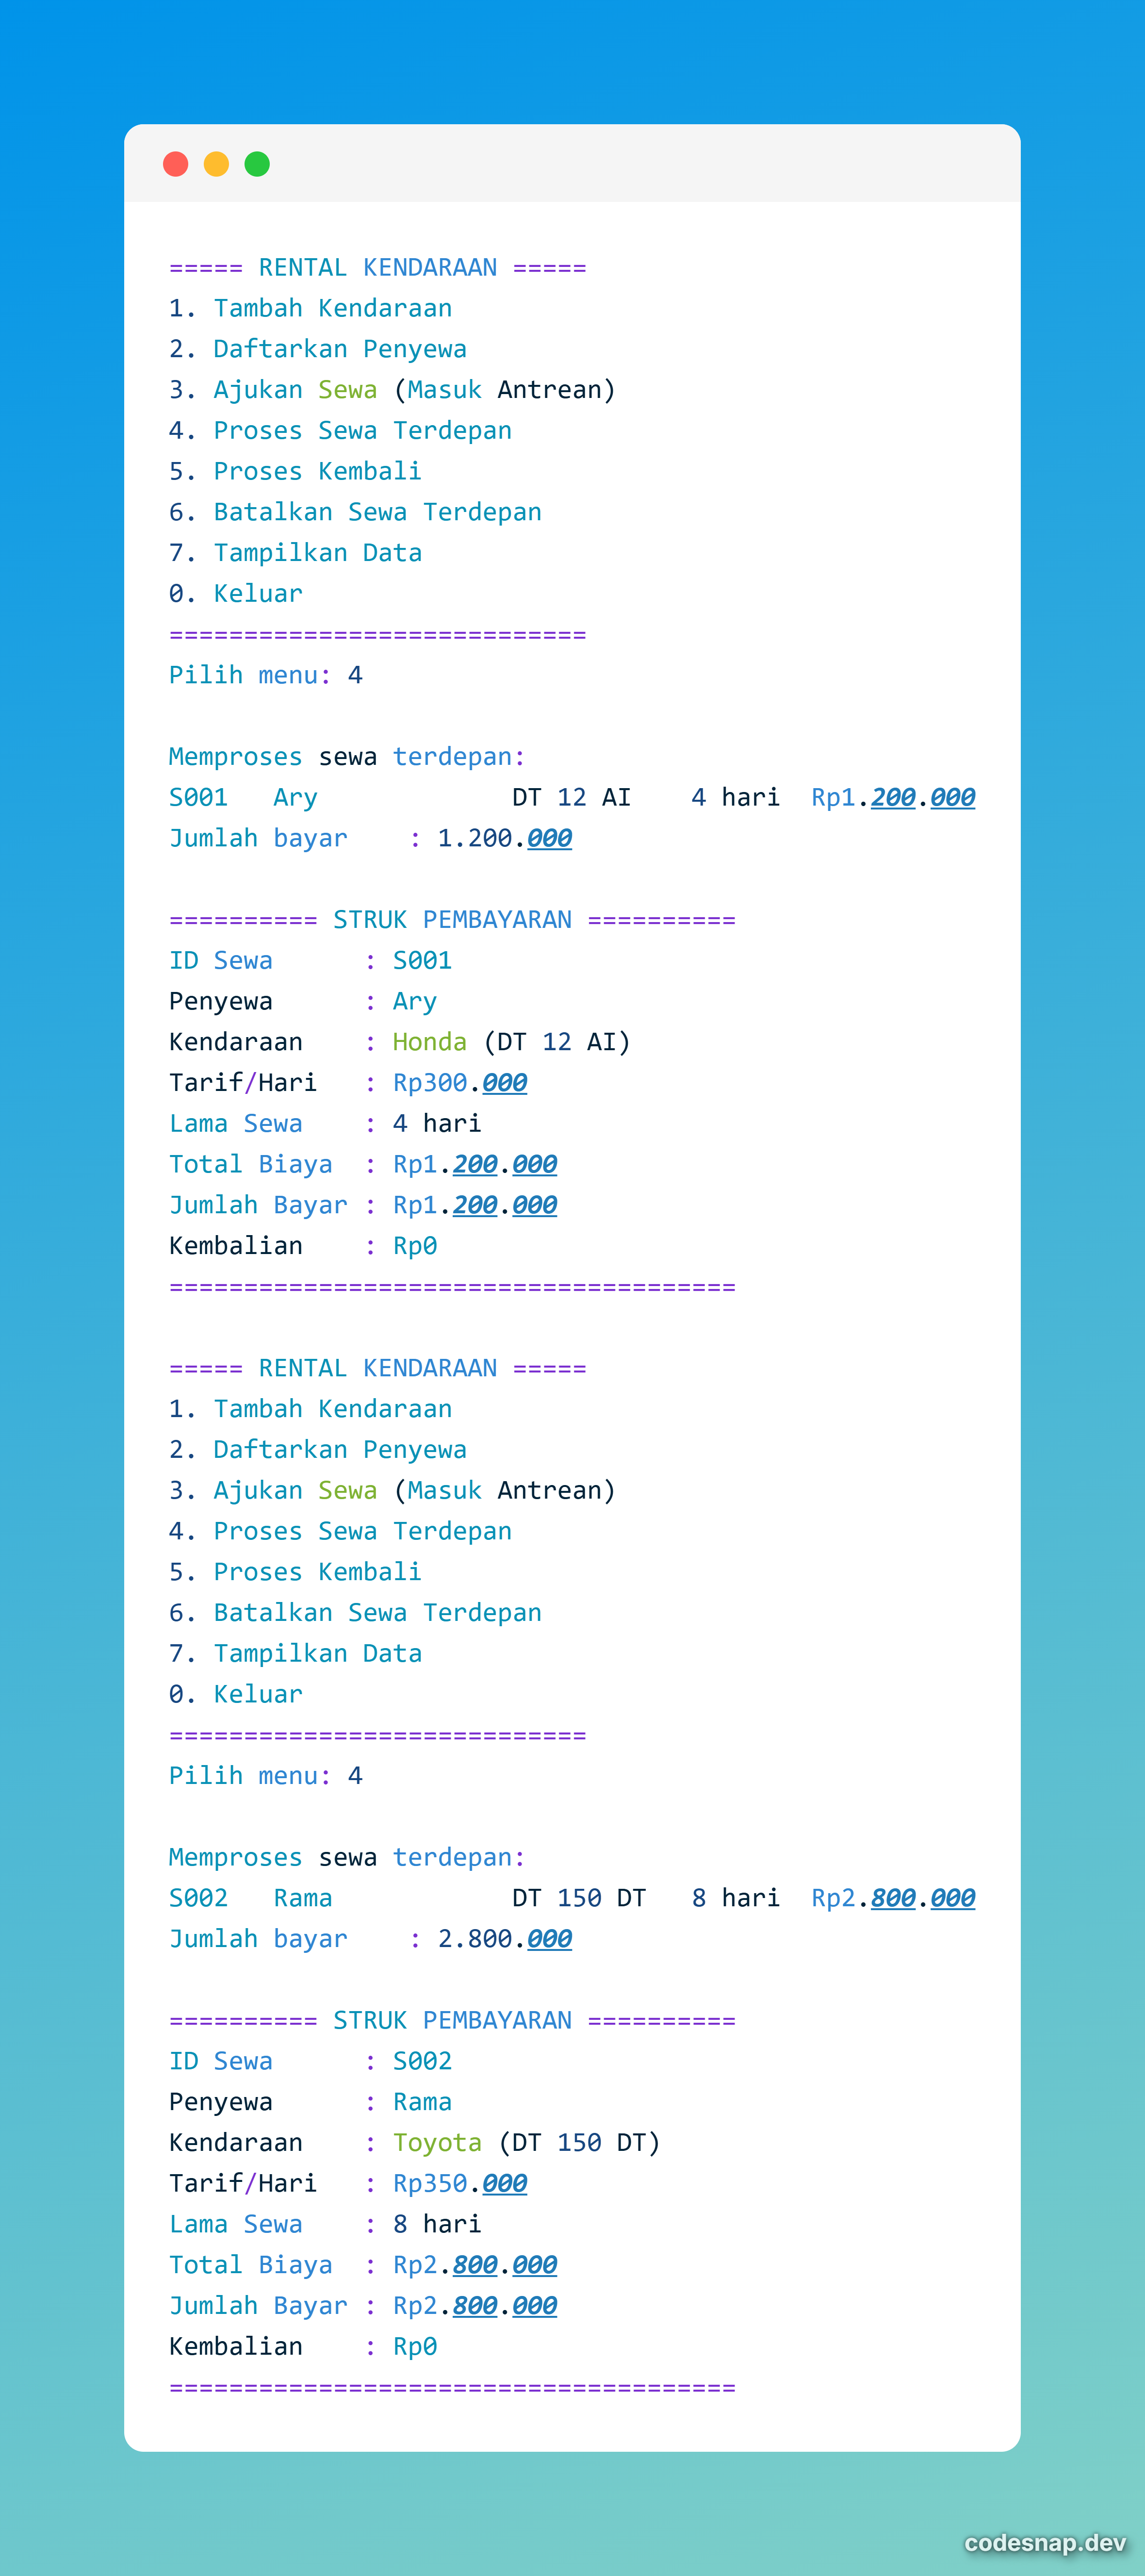 ===== RENTAL KENDARAAN =====
1. Tambah Kendaraan
2. Daftarkan Penyewa
3. Ajukan Sewa (Masuk Antrean)
4. Proses Sewa Terdepan
5. Proses Kembali
6. Batalkan Sewa Terdepan
7. Tampilkan Data
0. Keluar
============================
Pilih menu: 4

Memproses sewa terdepan:
S001   Ary             DT 12 AI    4 hari  Rp1.200.000
Jumlah bayar    : 1.200.000

========== STRUK PEMBAYARAN ==========
ID Sewa      : S001
Penyewa      : Ary
Kendaraan    : Honda (DT 12 AI)
Tarif/Hari   : Rp300.000
Lama Sewa    : 4 hari
Total Biaya  : Rp1.200.000
Jumlah Bayar : Rp1.200.000
Kembalian    : Rp0
======================================

===== RENTAL KENDARAAN =====
1. Tambah Kendaraan
2. Daftarkan Penyewa
3. Ajukan Sewa (Masuk Antrean)
4. Proses Sewa Terdepan
5. Proses Kembali
6. Batalkan Sewa Terdepan
7. Tampilkan Data
0. Keluar
============================
Pilih menu: 4

Memproses sewa terdepan:
S002   Rama            DT 150 DT   8 hari  Rp2.800.000
Jumlah bayar    : 2.800.000

========== STRUK PEMBAYARAN ==========
ID Sewa      : S002
Penyewa      : Rama
Kendaraan    : Toyota (DT 150 DT)
Tarif/Hari   : Rp350.000
Lama Sewa    : 8 hari
Total Biaya  : Rp2.800.000
Jumlah Bayar : Rp2.800.000
Kembalian    : Rp0
======================================
codesnap.dev